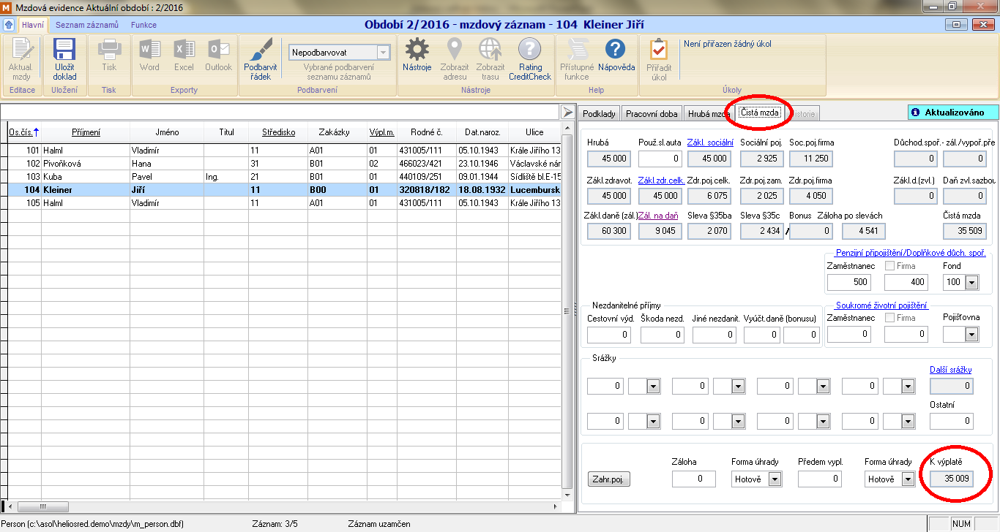 M Mzdová evidence Aktuální období : 2/2016
Hlavní Seznam záznamů Funkce
Období 2/2016 - mzdový záznam - 104 Kleiner Jiří
Aktual. mzdy
Editace
Uložit doklad
Uložení
Tisk
Tisk
Word Excel Outlook
Exporty
Podbarvit řádek
Nepodbarvovat
Vybrané podbarvení
seznamu záznamů
Podbarvení
Nástroje
Zobrazit adresu
Zobrazit trasu
Rating CreditCheck
Nástroje
Přístupné funkce
Nápověda
Help
Přiřadit úkol
Není přiřazen žádný úkol
Úkoly
Os.čís. Příjmení Jméno Titul Středisko Zakázky Výpl.m. Rodné č. Dat.naroz. Ulice
101 Halml Vladimír 11 A01 01 431005/111 05.10.1943 Krále Jiřího 13
102 Pivoňková Hana 31 B01 02 466023/421 23.10.1946 Václavské nár
103 Kuba Pavel Ing. 21 B01 01 440109/251 09.01.1944 Sídliště bl.E-15
104 Kleiner Jiří 11 B00 01 320818/182 18.08.1932 Lucembursk
105 Halml Vladimír 11 A01 01 431005/111 05.10.1943 Krále Jiřího 13
Podklady Pracovní doba Hrubá mzda Čistá mzda Historie
Aktualizováno
Hrubá Použ.sl.auta Zákl. sociální Sociální poj. Soc.poj.firma Důchod.spoř.- zál./vypoř.pře
45 000 0 45 000 2 925 11 250 0 0
Zákl.zdravot. Zákl.zdr.celk. Zdr.poj.celk. Zdr.poj.zam. Zdr.poj.firma Zákl.d.(zvl.) Daň zvl.sazbou
45 000 45 000 6 075 2 025 4 050 0 0
Zákl.daně (zál.) Zál. na daň Sleva §35ba Sleva §35c Bonus Záloha po slevách Čistá mzda
60 300 9 045 2 070 2 434 / 0 4 541 35 509
Penzijní připojištění/Doplňkové důch. spoř.
Zaměstnanec Firma Fond
500 400 100
Nezdanitelné příjmy
Cestovní výd. Škoda nezd. Jiné nezdanit. Vyúčt.daně (bonusu)
0 0 0 0 0
Soukromé životní pojištění
Zaměstnanec Firma Pojišťovna
0 0
Srážky
Další srážky
0 0 0 0 0
Ostatní
0 0 0 0 0
Záloha Forma úhrady Předem vypl. Forma úhrady K výplatě
Zahr.poj. 0 Hotově 0 Hotově 35 009
Person (c:\asol\heliosred.demo\mzdy\m_person.dbf) Záznam: 3/5 Záznam uzamčen NUM